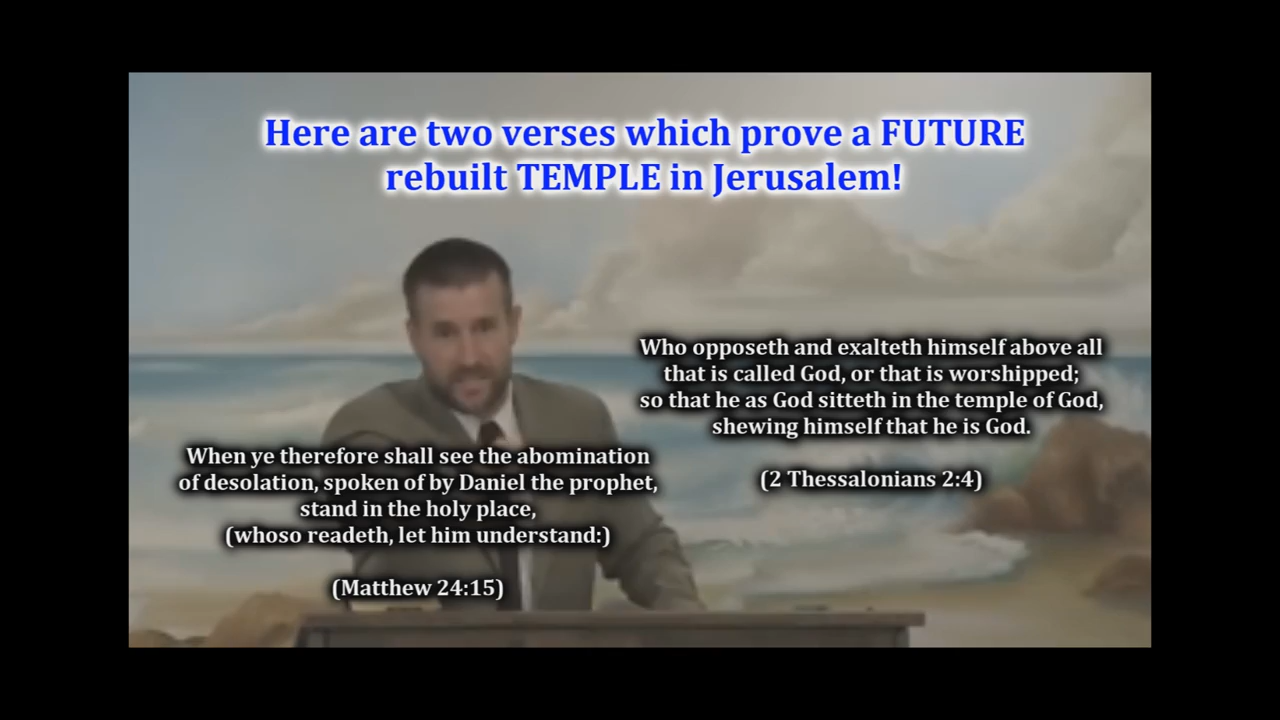 Here are two verses which prove a FUTURE
rebuilt TEMPLE in Jerusalem!
Who opposeth and exalteth himself above all
that is called God, or that is worshipped;
so that he as God sitteth in the temple of God,
shewing himself that he is God.
(2 Thessalonians 2:4)
When ye therefore shall see the abomination
of desolation, spoken of by Daniel the prophet,
stand in the holy place,
(whoso readeth, let him understand:)
(Matthew 24:15)